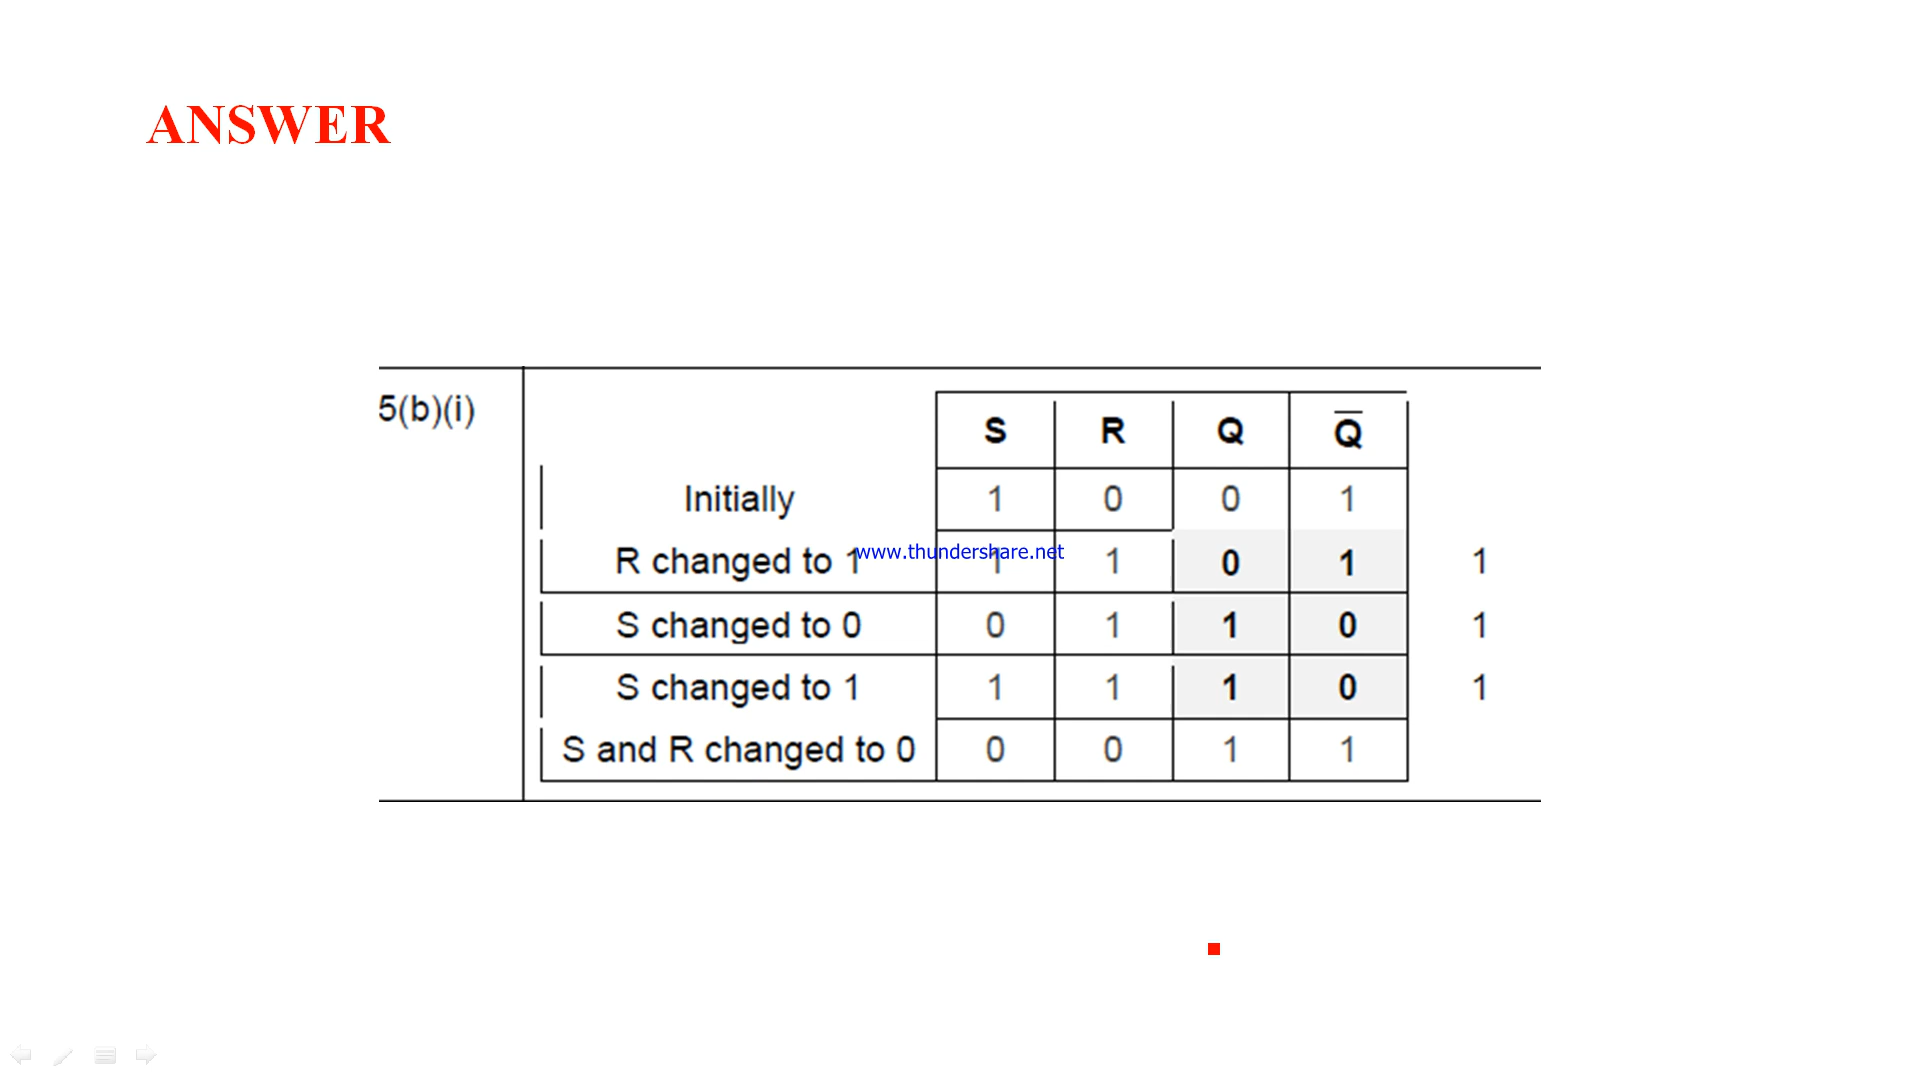 ANSWER
5(b)(i)
S R Q Q̅
Initially 1 0 0 1
R changed to 1 1 1 0 1 1
www.thundershare.net
S changed to 0 0 1 1 0 1
S changed to 1 1 1 1 0 1
S and R changed to 0 0 0 1 1